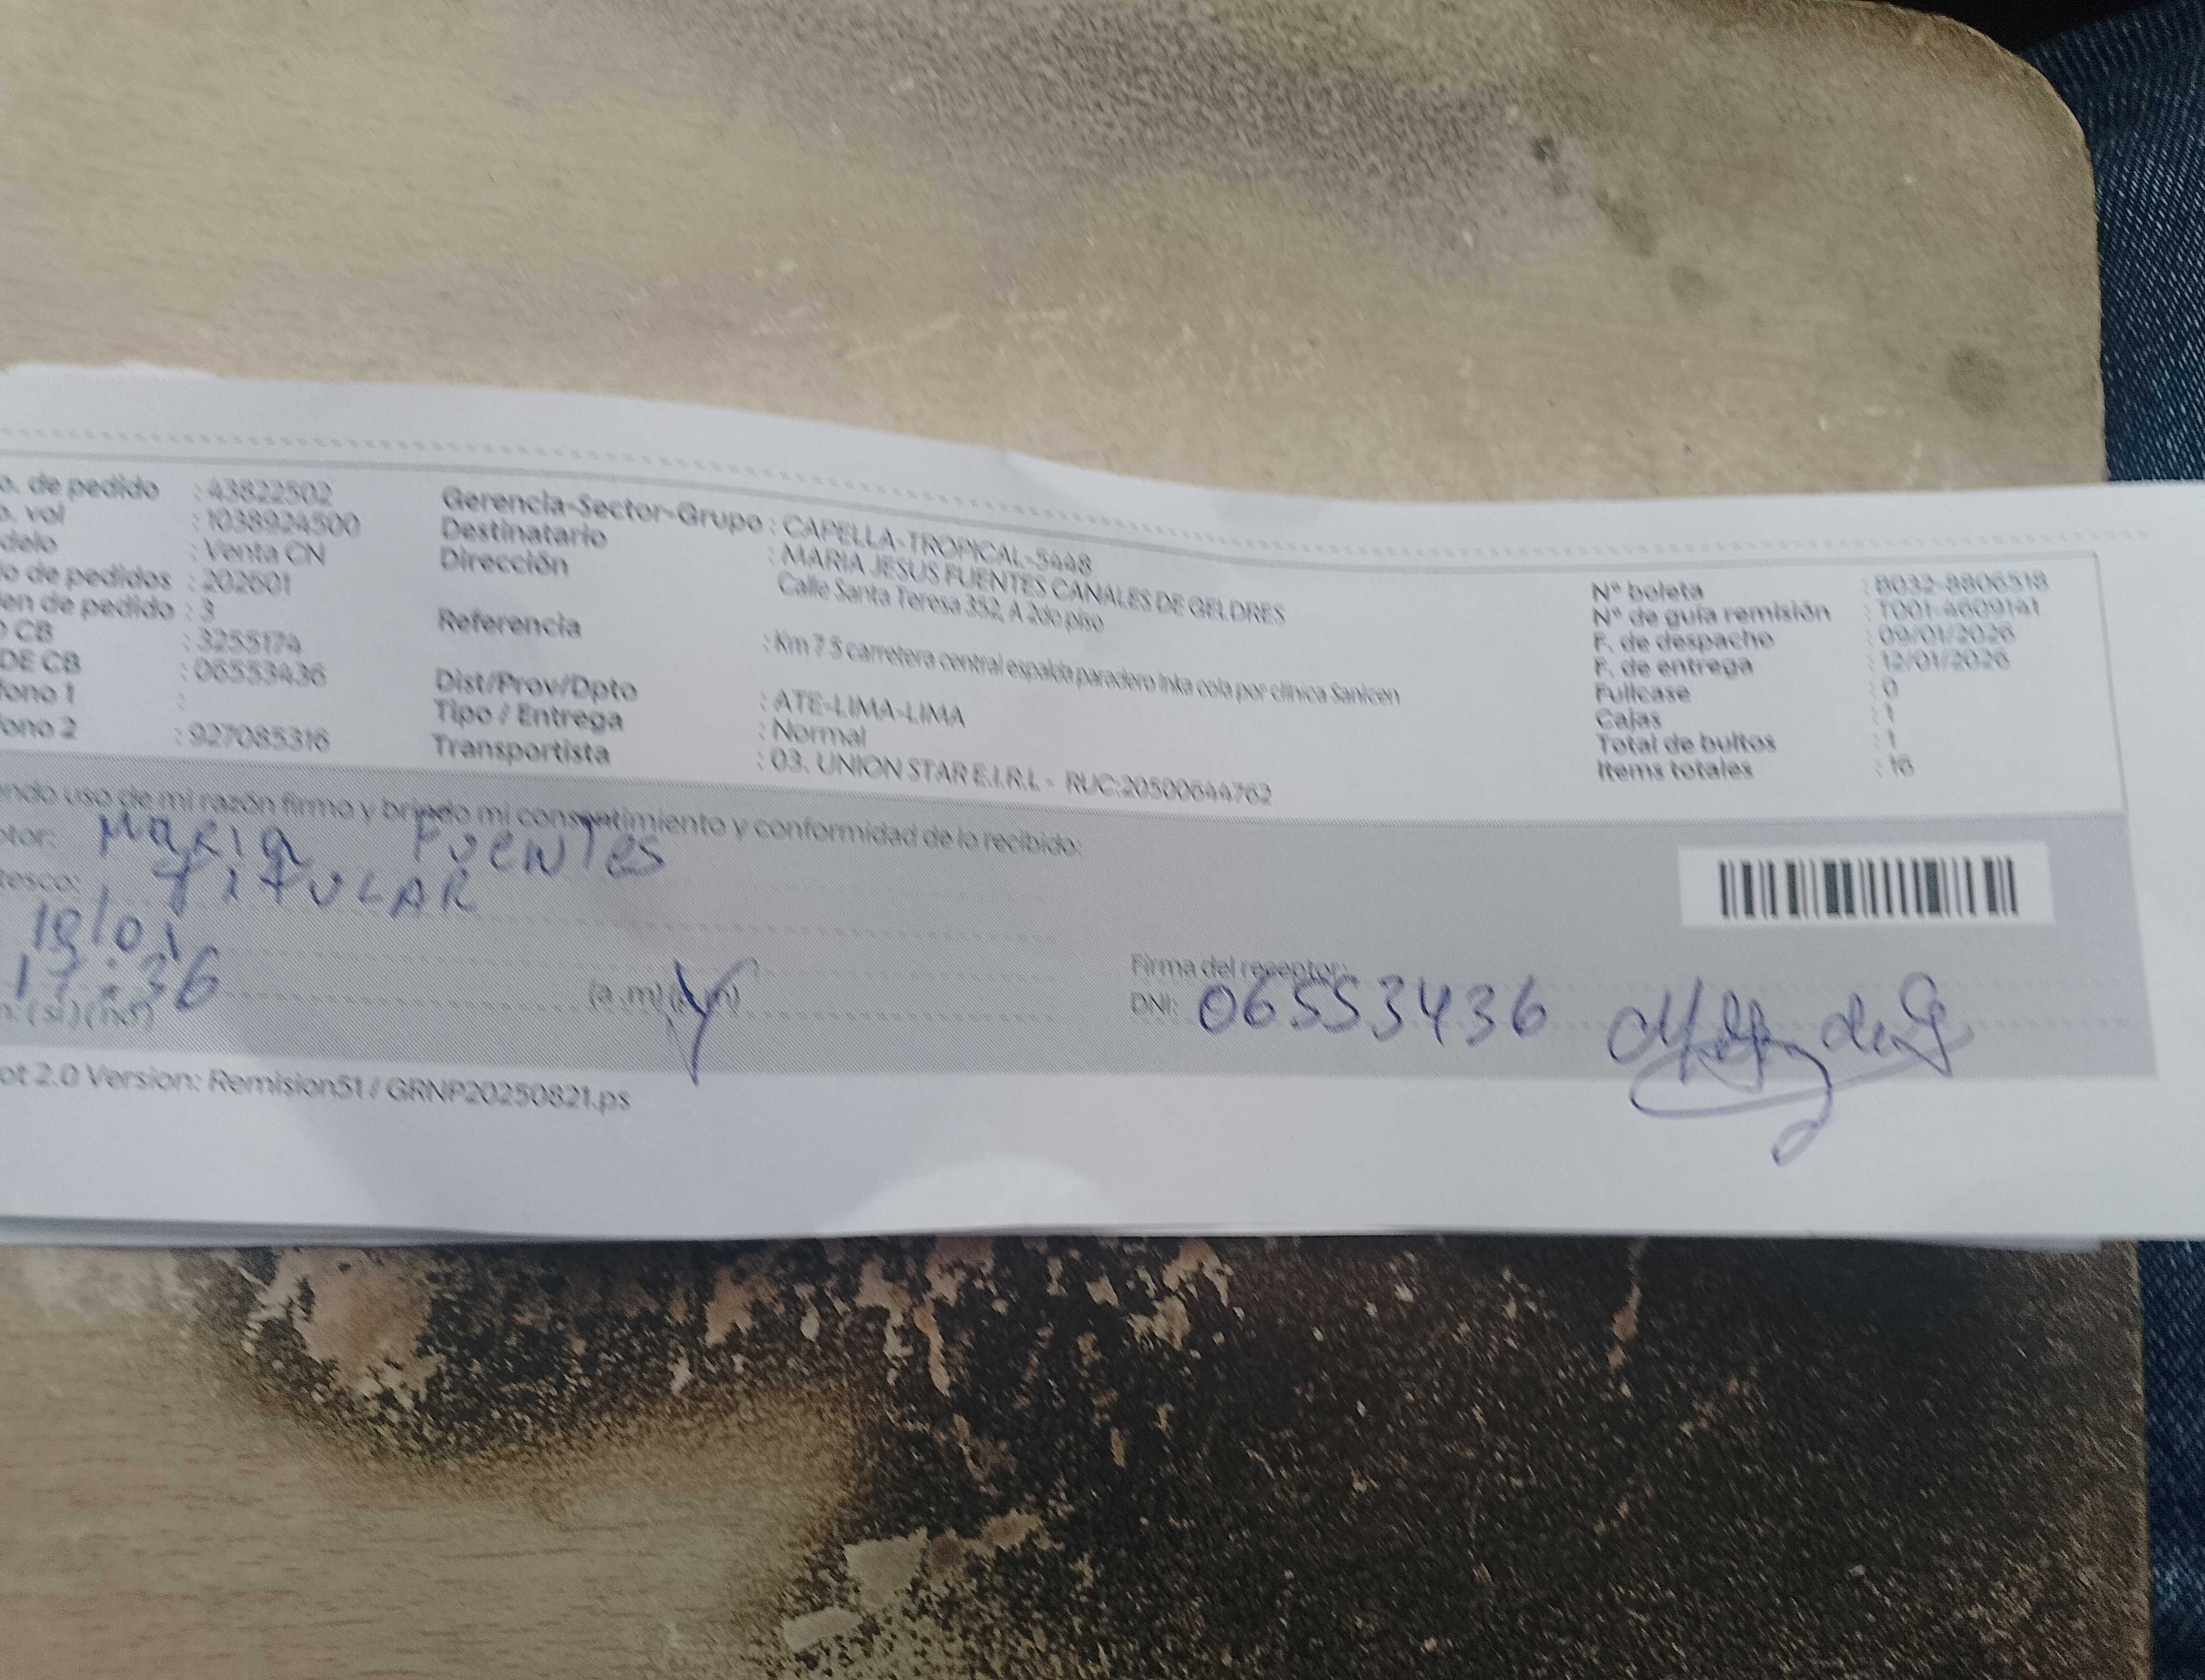 o. de pedido : 43822502
o. vol : 1038924500
delo : Venta CN
io de pedidos : 202601
en de pedido : 3
O CB : 3255174
DE CB : 06553436
fono 1 :
ono 2 : 927085316
Gerencia-Sector-Grupo : CAPELLA-TROPICAL-5448
Destinatario : MARIA JESUS FUENTES CANALES DE GELDRES
Dirección Calle Santa Teresa 352, A 2do piso
Referencia : Km 7 5 carretera central espalda paradero Inka cola por clinica Sanicen
Dist/Prov/Dpto : ATE-LIMA-LIMA
Tipo / Entrega : Normal
Transportista : 03. UNION STAR E.I.R.L - RUC:20500644762
N° boleta : B032-8806518
N° de guía remisión : T001-4609141
F. de despacho : 09/01/2026
F. de entrega : 12/01/2026
Fullcase : 0
Cajas : 1
Total de bultos : 1
Items totales : 16
endo uso de mi razón firmo y brindo mi consentimiento y conformidad de lo recibido:
ptor: MARIA FUENTES
tesco: TITULAR
17:36 (a.m) (p.m)
n: (si) (no)
Firma del receptor:
DNI: 06553436
ot 2.0 Version: Remision51 / GRNP20250821.ps